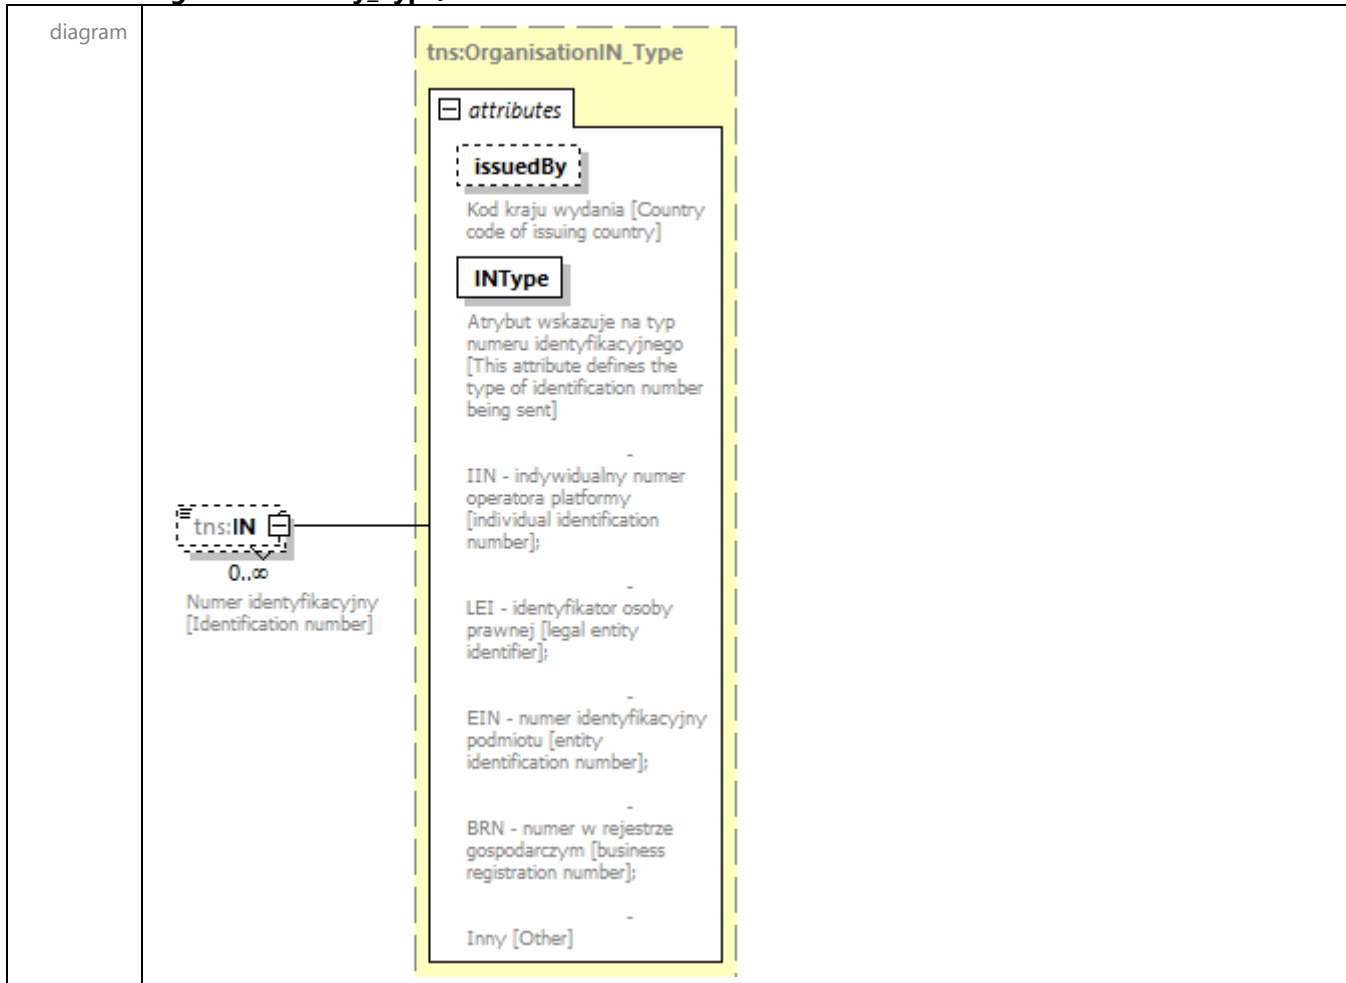 diagram
tns:OrganisationIN_Type
attributes
issuedBy
Kod kraju wydania [Country
code of issuing country]
INType
Atrybut wskazuje na typ
numeru identyfikacyjnego
[This attribute defines the
type of identification number
being sent]
-
IIN - indywidualny numer
operatora platformy
[individual identification
number];
-
LEI - identyfikator osoby
prawnej [legal entity
identifier];
-
EIN - numer identyfikacyjny
podmiotu [entity
identification number];
-
BRN - numer w rejestrze
gospodarczym [business
registration number];
-
Inny [Other]
tns:IN
0..∞
Numer identyfikacyjny
[Identification number]